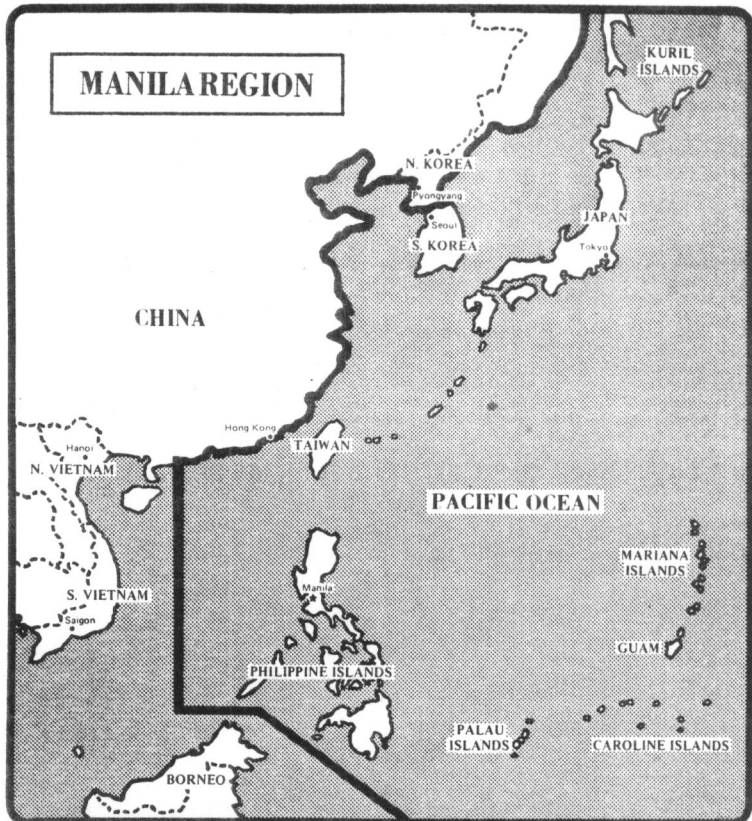 MANILA REGION
KURIL
ISLANDS
N. KOREA
Pyongyang
Seoul
S. KOREA
JAPAN
Tokyo
CHINA
Hong Kong
TAIWAN
Hanoi
N. VIETNAM
PACIFIC OCEAN
MARIANA
ISLANDS
Manila
S. VIETNAM
Saigon
GUAM
PHILIPPINE ISLANDS
PALAU
ISLANDS
CAROLINE ISLANDS
BORNEO